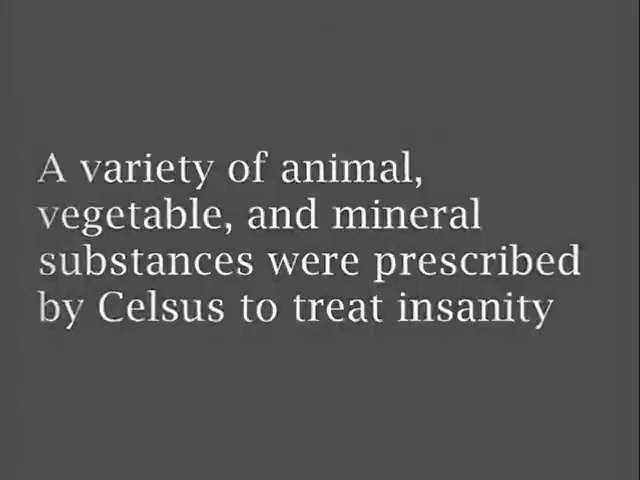 A variety of animal,
vegetable, and mineral
substances were prescribed
by Celsus to treat insanity